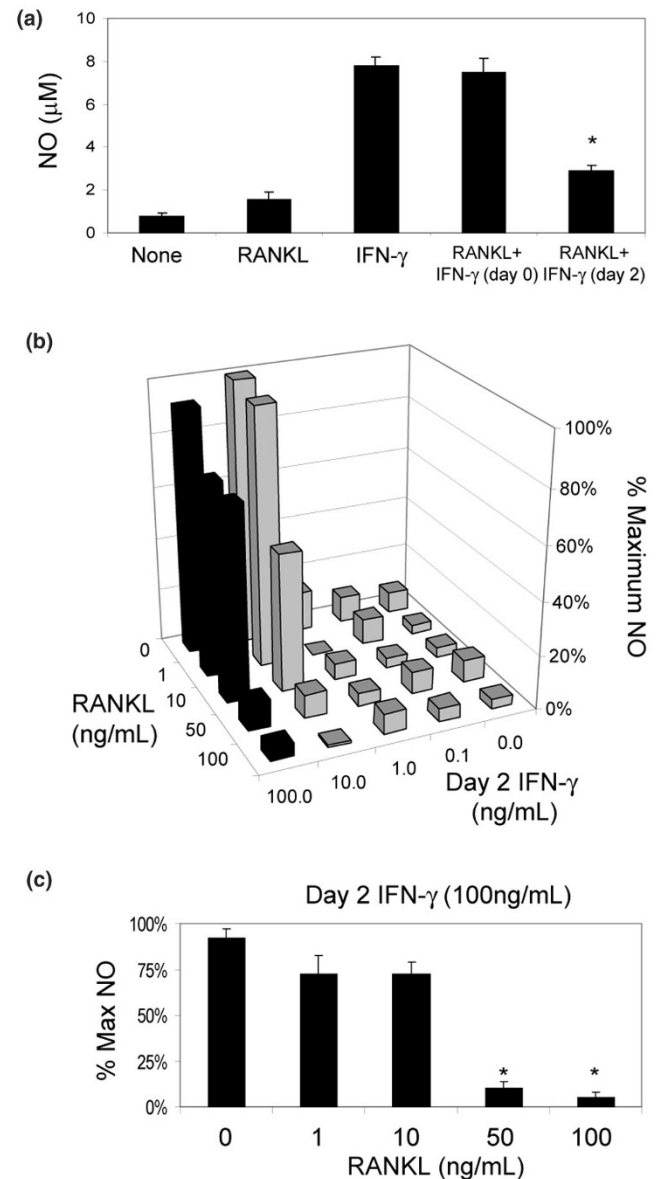 (a)
NO (μM)
10
8
6
4
2
0
None
RANKL
IFN-γ
RANKL+
IFN-γ (day 0)
RANKL+
IFN-γ (day 2)
*
(b)
100%
80%
60%
40%
20%
0%
% Maximum NO
0
1
10
50
100
RANKL
(ng/mL)
100.0
10.0
1.0
0.1
0.0
Day 2 IFN-γ
(ng/mL)
(c)
Day 2 IFN-γ (100ng/mL)
% Max NO
100%
75%
50%
25%
0%
*
*
0
1
10
50
100
RANKL (ng/mL)